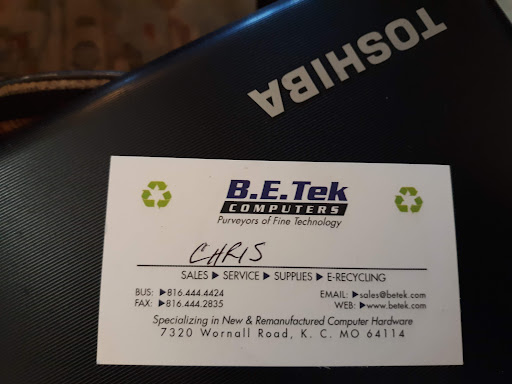 TOSHIBA
B.E.Tek
COMPUTERS
Purveyors of Fine Technology
CHRIS
SALES ▶ SERVICE ▶ SUPPLIES ▶ E-RECYCLING
BUS: ▶816.444.4424
FAX: ▶816.444.2835
EMAIL: ▶sales@betek.com
WEB: ▶www.betek.com
Specializing in New & Remanufactured Computer Hardware
7320 Wornall Road, K. C. MO 64114